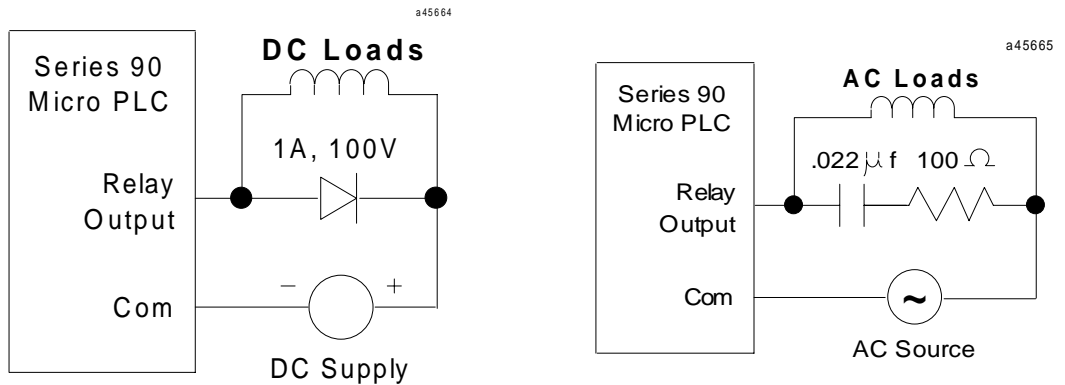 a45664
DC Loads
Series 90
Micro PLC
1A, 100V
Relay
Output
Com
− +
DC Supply
a45665
AC Loads
Series 90
Micro PLC
.022 μf 100 Ω
Relay
Output
Com
~
AC Source